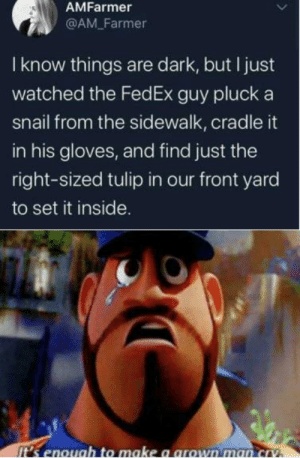 AMFarmer
@AM_Farmer
I know things are dark, but I just
watched the FedEx guy pluck a
snail from the sidewalk, cradle it
in his gloves, and find just the
right-sized tulip in our front yard
to set it inside.
It's enough to make a grown man cry.